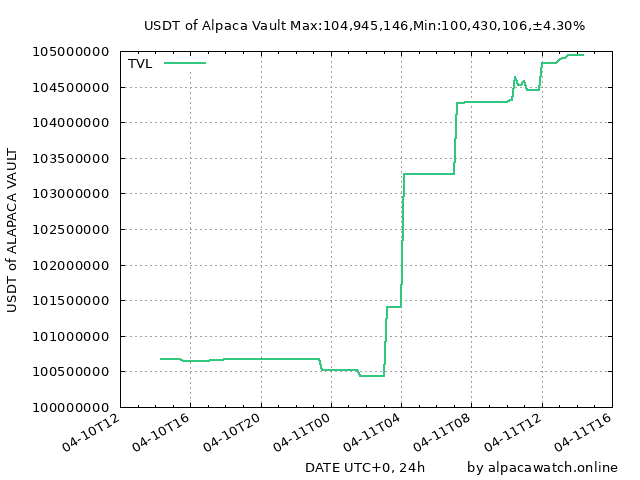 USDT of Alpaca Vault Max:104,945,146,Min:100,430,106,±4.30%
TVL
105000000
104500000
104000000
103500000
103000000
102500000
102000000
101500000
101000000
100500000
100000000
USDT of ALAPACA VAULT
04-10T12
04-10T16
04-10T20
04-11T00
04-11T04
04-11T08
04-11T12
04-11T16
DATE UTC+0, 24h
by alpacawatch.online